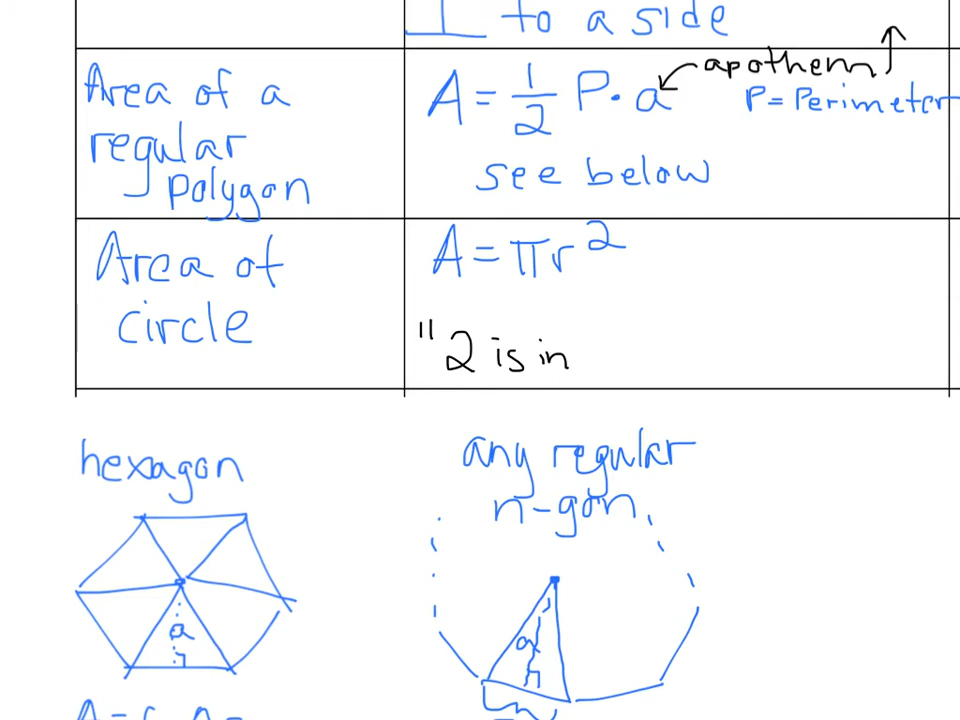 ⊥ to a side
Area of a
regular
polygon
A = 1/2 P · a
apothem
P = Perimeter
see below
Area of
circle
A = πr²
"2 is in
hexagon
a
any regular
n-gon
a